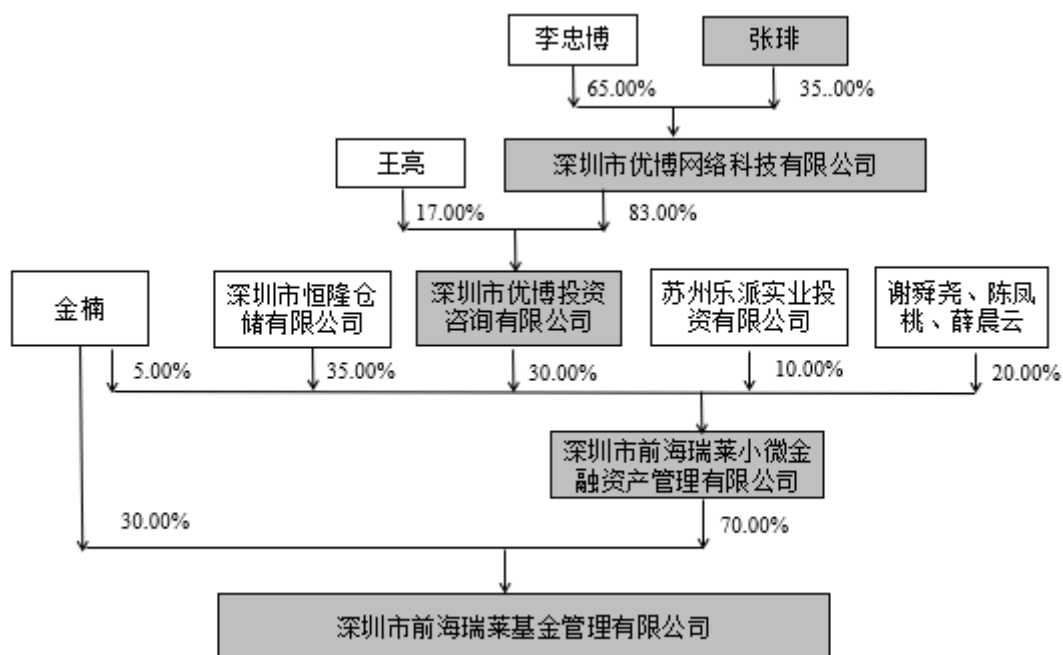 李忠博
张琲
65.00%
35..00%
王亮
深圳市优博网络科技有限公司
17.00%
83.00%
金楠
深圳市恒隆仓
储有限公司
深圳市优博投资
咨询有限公司
苏州乐派实业投
资有限公司
谢舜尧、陈凤
桃、薛晨云
5.00%
35.00%
30.00%
10.00%
20.00%
深圳市前海瑞莱小微金
融资产管理有限公司
30.00%
70.00%
深圳市前海瑞莱基金管理有限公司